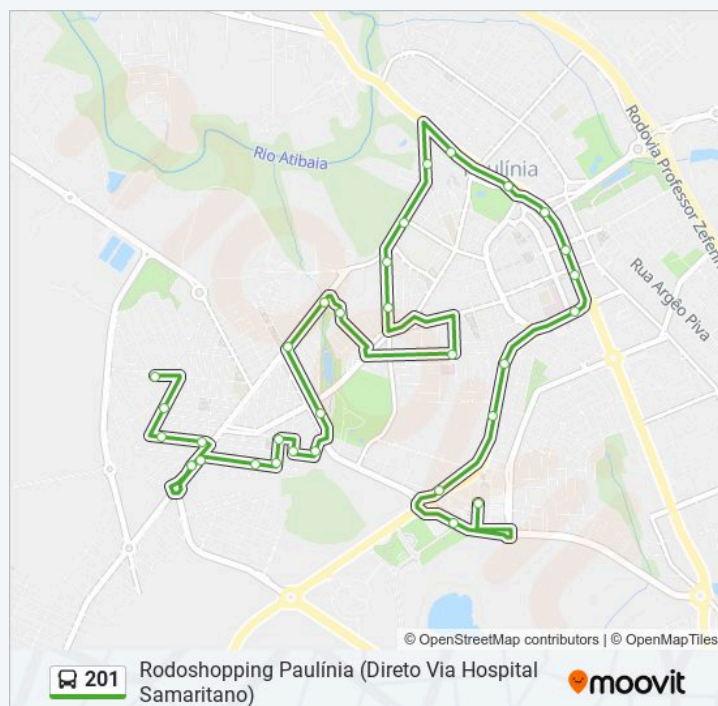 Rio Atibaia
Paulínia
Rodovia Professor Zeferin
Rua Argêo Piva
© OpenStreetMap contributors | © OpenMapTiles
201
Rodoshopping Paulínia (Direto Via Hospital
Samaritano)
moovit